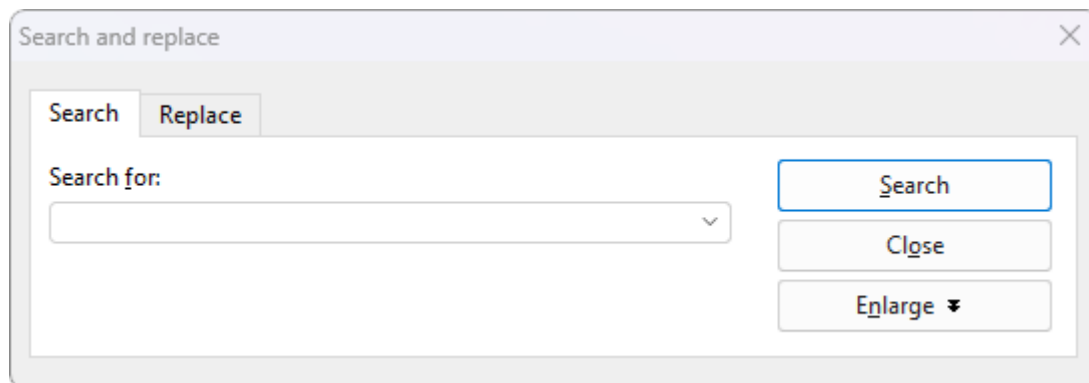 Search and replace
Search Replace
Search for:
Search
Close
Enlarge